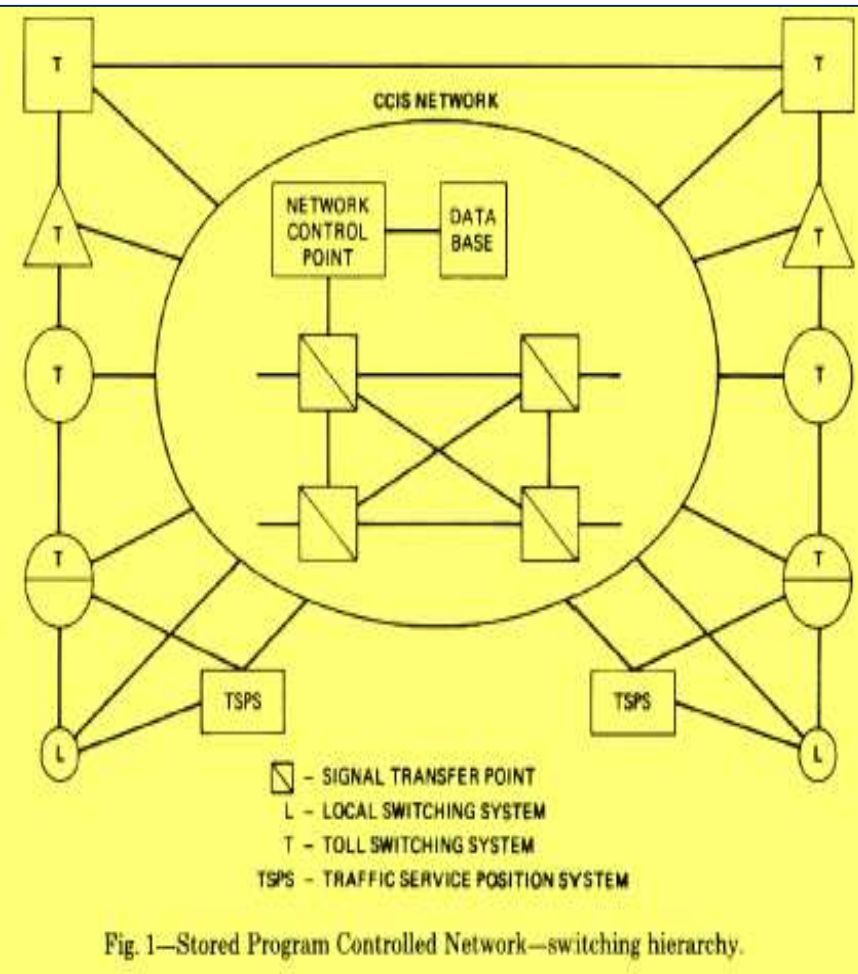 T
T
CCIS NETWORK
NETWORK
CONTROL
POINT
DATA
BASE
T
T
T
T
T
T
TSPS
TSPS
L
L
– SIGNAL TRANSFER POINT
L – LOCAL SWITCHING SYSTEM
T – TOLL SWITCHING SYSTEM
TSPS – TRAFFIC SERVICE POSITION SYSTEM
Fig. 1—Stored Program Controlled Network—switching hierarchy.